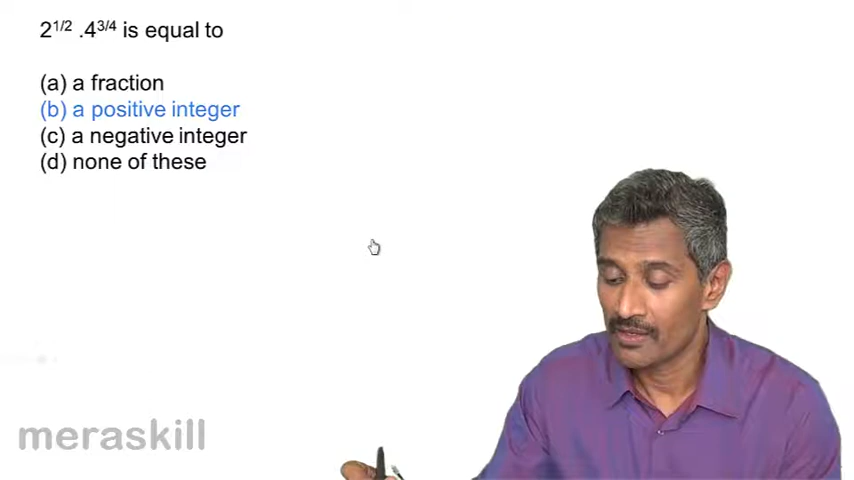 2^{1/2} .4^{3/4} is equal to
(a) a fraction
(b) a positive integer
(c) a negative integer
(d) none of these
meraskill